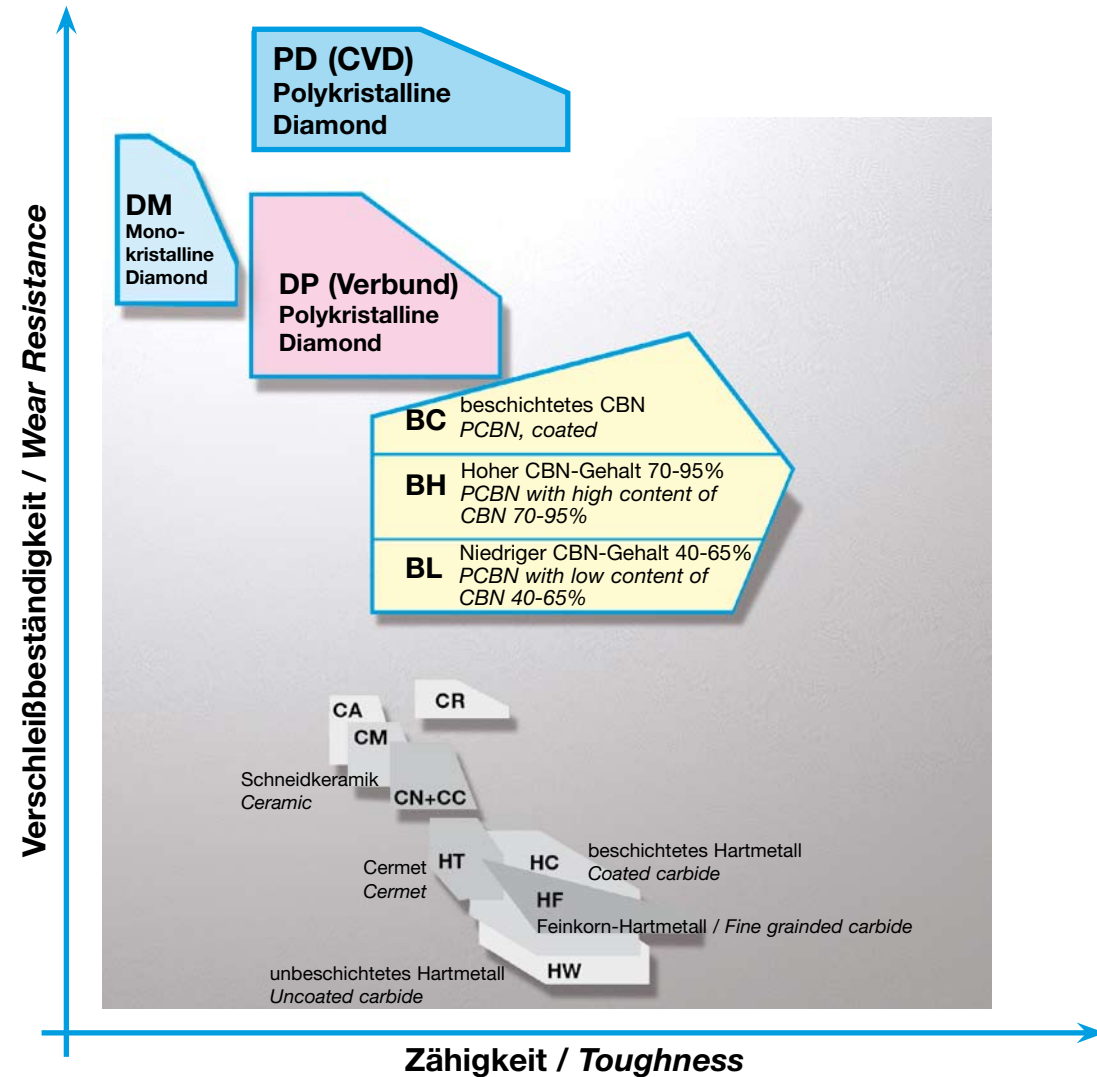 PD (CVD)
Polykristalline
Diamond
DM
Mono-
kristalline
Diamond
DP (Verbund)
Polykristalline
Diamond
BC
beschichtetes CBN
PCBN, coated
BH
Hoher CBN-Gehalt 70-95%
PCBN with high content of
CBN 70-95%
BL
Niedriger CBN-Gehalt 40-65%
PCBN with low content of
CBN 40-65%
CA
CR
CM
Schneidkeramik
Ceramic
CN+CC
Cermet
Cermet
HT
HC
beschichtetes Hartmetall
Coated carbide
HF
Feinkorn-Hartmetall / Fine grainded carbide
unbeschichtetes Hartmetall
Uncoated carbide
HW
Verschleißbeständigkeit / Wear Resistance
Zähigkeit / Toughness